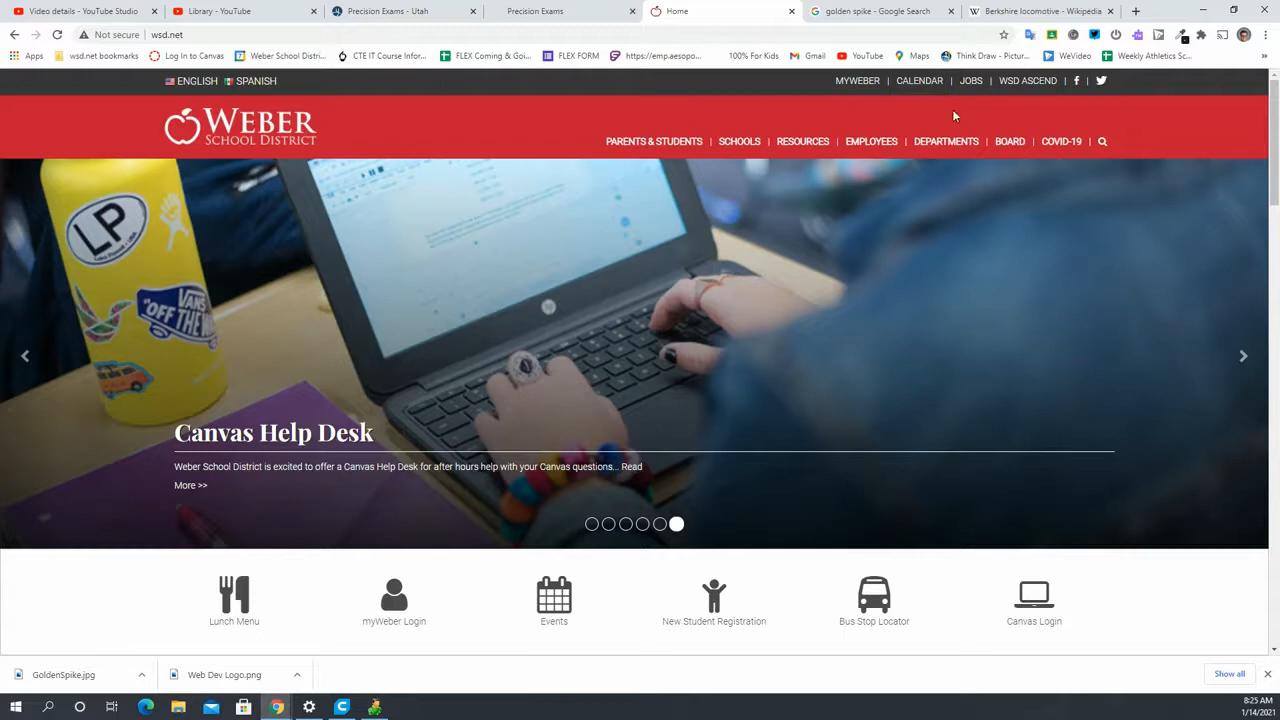 Video details - YouTube Studio
Library - YouTube
Precision Exams - Utah
Precision Exams
Home
golden spike - Google Search
Berkshire locomotive - Wikipedia
wsd.net
Apps
wsd.net bookmarks
Log In to Canvas
Weber School Distri...
CTE IT Course Infor...
FLEX Coming & Goi...
FLEX FORM
https://emp.aesopo...
100% For Kids
Gmail
YouTube
Maps
Think Draw - Pictur...
WeVideo
Weekly Athletics Sc...
ENGLISH SPANISH
MYWEBER | CALENDAR | JOBS | WSD ASCEND | |
WEBER
SCHOOL DISTRICT
PARENTS & STUDENTS | SCHOOLS | RESOURCES | EMPLOYEES | DEPARTMENTS | BOARD | COVID-19 |
LP
VANS
"OFF THE WALL"
Canvas Help Desk
Weber School District is excited to offer a Canvas Help Desk for after hours help with your Canvas questions... Read
More >>
Lunch Menu
myWeber Login
Events
New Student Registration
Bus Stop Locator
Canvas Login
GoldenSpike.jpg
Web Dev Logo.png
Show all
8:25 AM
1/14/2021